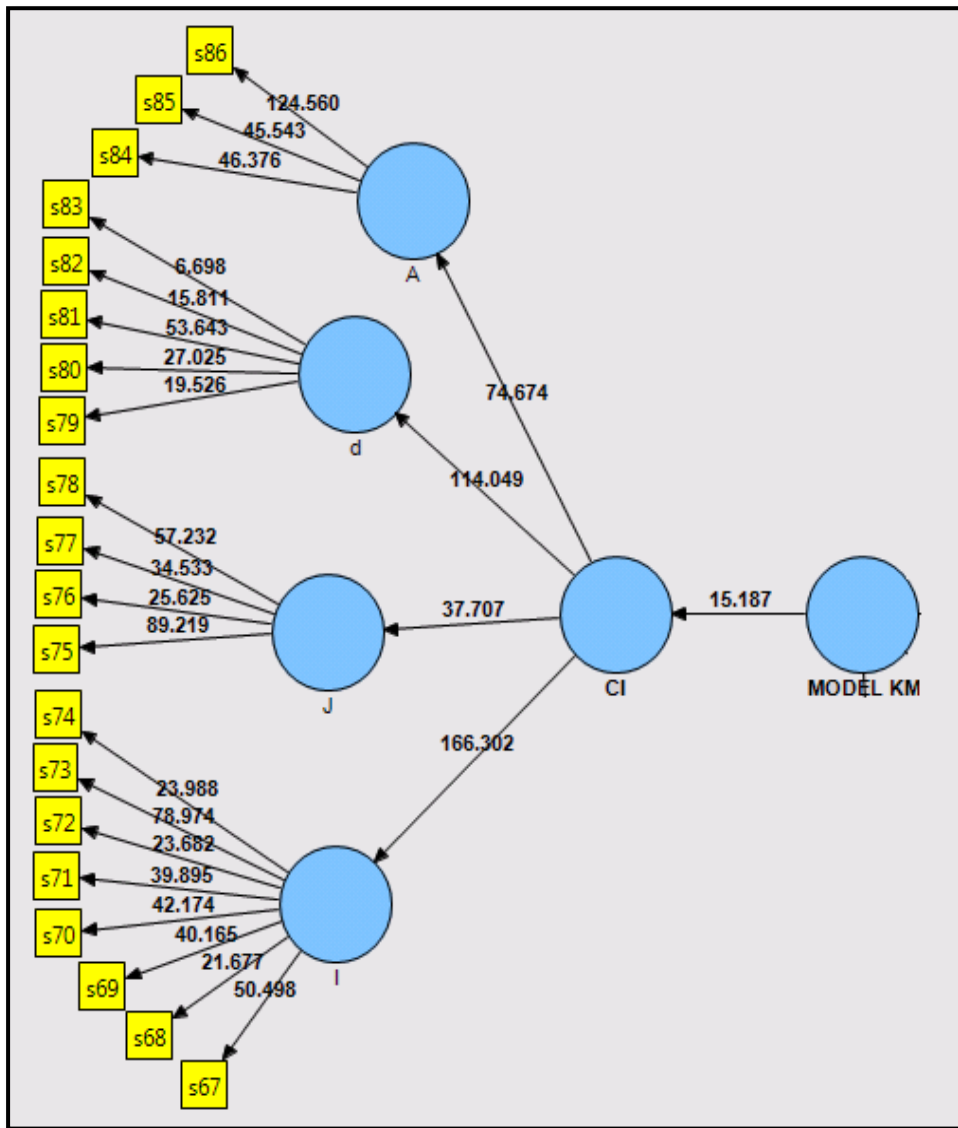 s86
124.560
s85
45.543
s84
46.376
A
s83
6.698
s82
15.811
s81
53.643
s80
27.025
s79
19.526
d
74.674
114.049
s78
57.232
s77
34.533
s76
25.625
s75
89.219
J
37.707
15.187
CI
MODEL KM
166.302
s74
23.988
s73
78.974
s72
23.682
s71
39.895
s70
42.174
s69
40.165
s68
21.677
s67
50.498
I